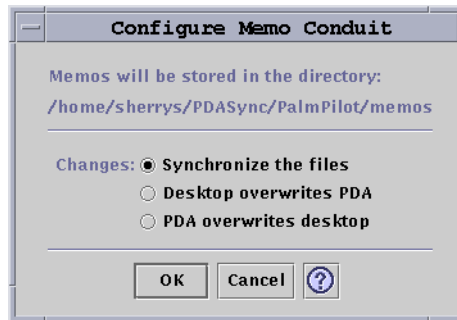 Configure Memo Conduit
Memos will be stored in the directory:
/home/sherrys/PDASync/PalmPilot/memos
Changes: Synchronize the files
Desktop overwrites PDA
PDA overwrites desktop
OK Cancel ?